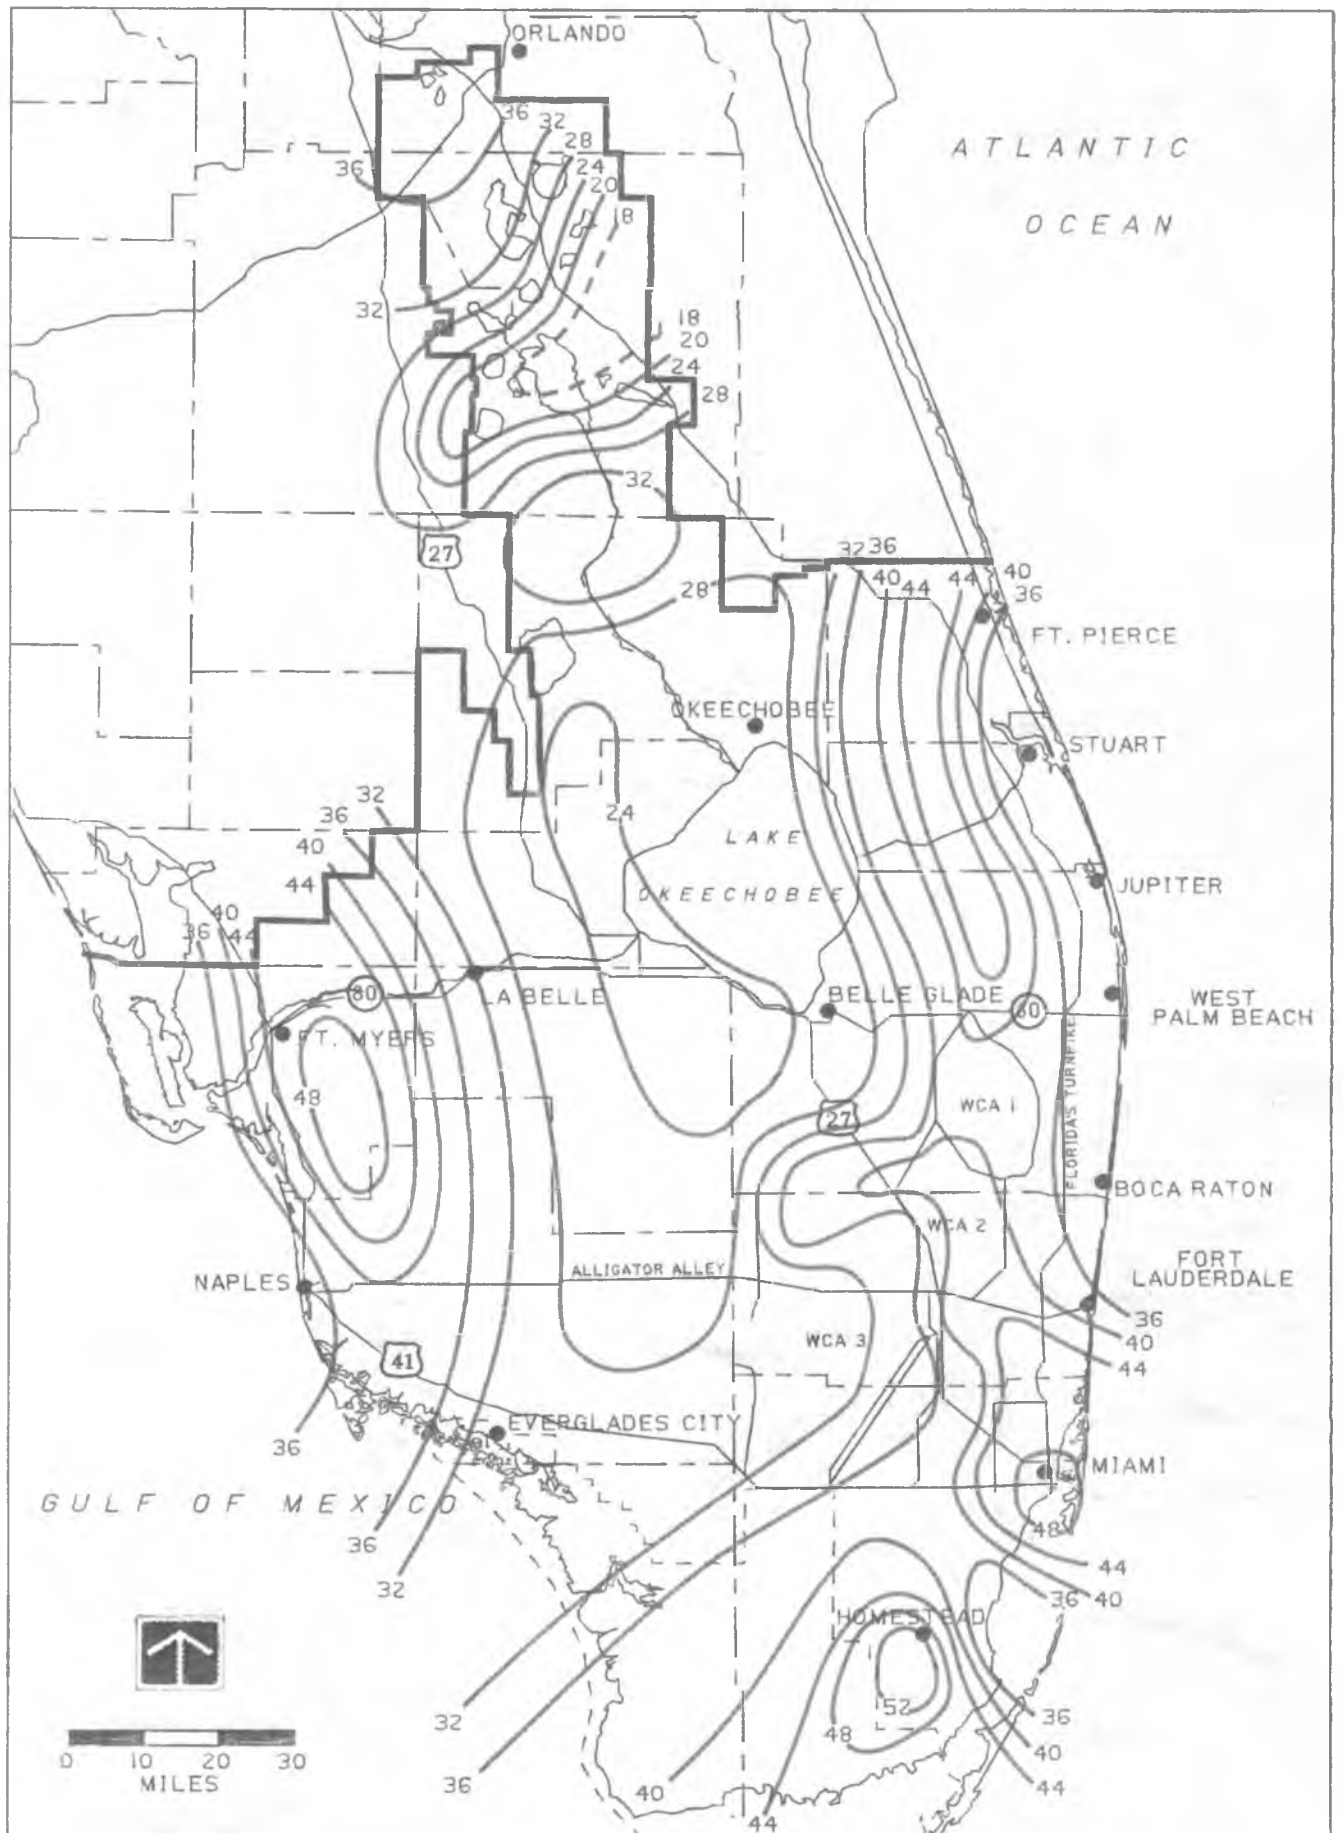 ORLANDO
36
32
28
24
20
18
36
ATLANTIC
OCEAN
32
18
20
24
28
32
27
32 36
40 44
44
40
36
28
FT. PIERCE
OKEECHOBEE
STUART
32
36
40
44
24
LAKE
OKEECHOBEE
JUPITER
40
36
44
80
LA BELLE
BELLE GLADE
80
WEST
PALM BEACH
FT. MYERS
FLORIDA'S TURNPIKE
48
WCA 1
27
BOCA RATON
WCA 2
ALLIGATOR ALLEY
FORT
LAUDERDALE
NAPLES
36
40
WCA 3
44
41
EVERGLADES CITY
36
MIAMI
GULF OF MEXICO
48
36
44
32
36
40
HOMESTEAD
32
52
36
48
40
36
40
44
44
0 10 20 30
MILES